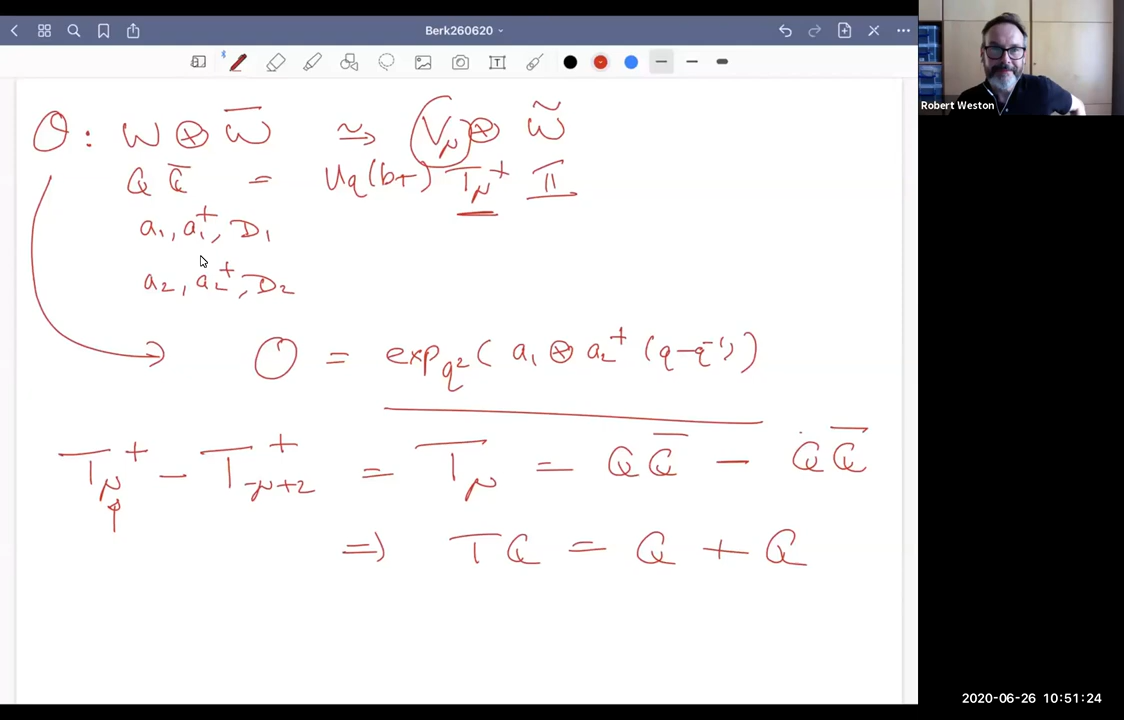 Berk260620
Robert Weston
O : W ⊗ W̅ ≃→ (V_μ) ⊗ W̃
Q Q̅ = U_q(b+) T_μ^+ Π
a₁, a₁⁺, D₁
a₂, a₂⁺, D₂
O = exp_{q²}( a₁ ⊗ a₂⁺ (q-q⁻¹) )
T_μ^+ - T_{-μ+2}^+ = T_μ = Q Q̅ - Q Q̅
=> T Q = Q + Q
2020-06-26 10:51:24